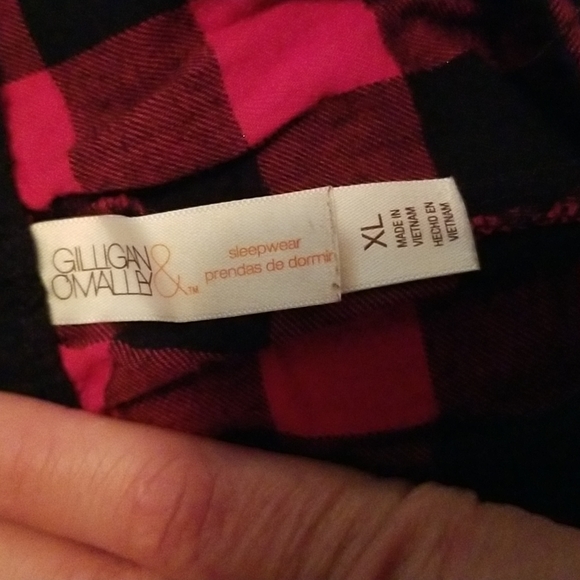 GILLIGAN &
O'MALLEY
TM
sleepwear
prendas de dormir
XL
MADE IN
VIETNAM
HECHO EN
VIETNAM